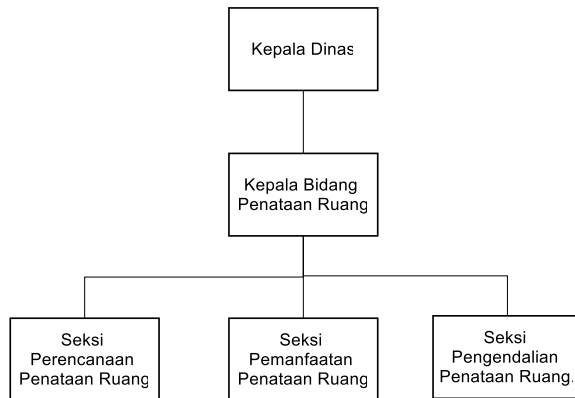 Kepala Dinas
Kepala Bidang
Penataan Ruang
Seksi
Perencanaan
Penataan Ruang
Seksi
Pemanfaatan
Penataan Ruang
Seksi
Pengendalian
Penataan Ruang.